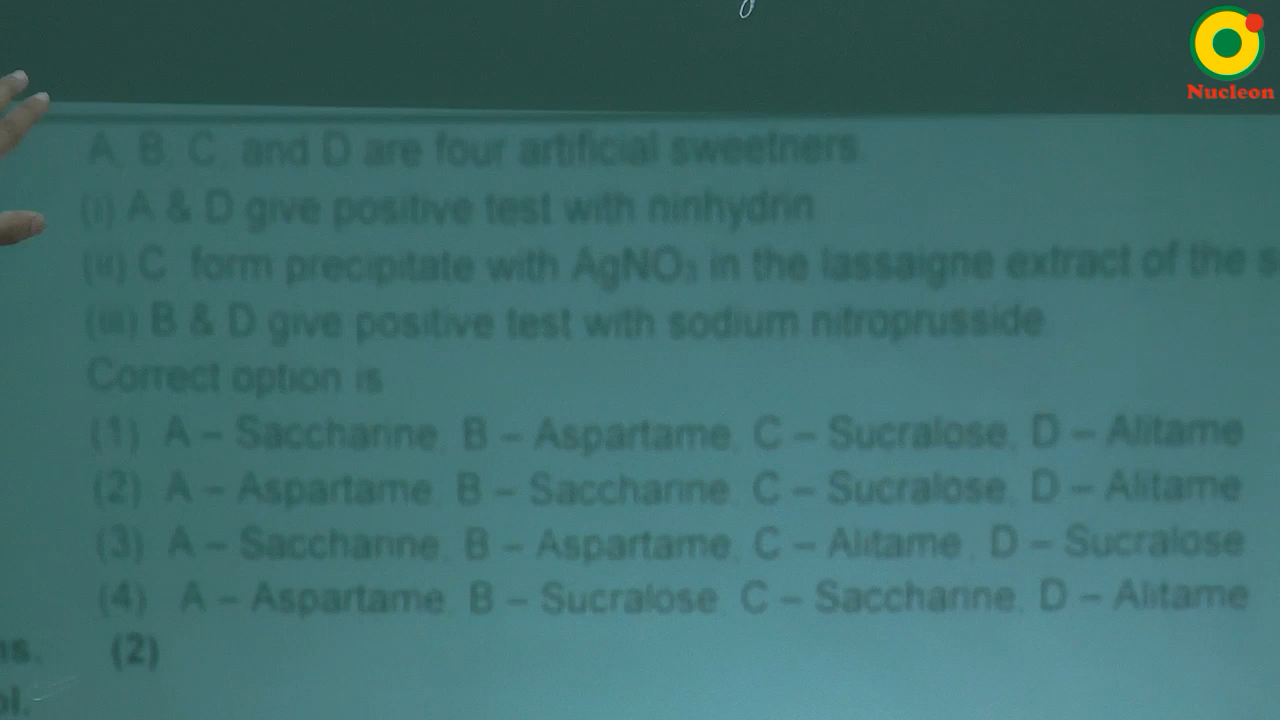 Nucleon
A, B, C, and D are four artificial sweetners.
(i) A & D give positive test with ninhydrin
(ii) C form precipitate with AgNO₃ in the lassaigne extract of the s
(iii) B & D give positive test with sodium nitroprusside
Correct option is
(1) A – Saccharine, B – Aspartame, C – Sucralose, D – Alitame
(2) A – Aspartame, B – Saccharine, C – Sucralose, D – Alitame
(3) A – Saccharine, B – Aspartame, C – Alitame, D – Sucralose
(4) A – Aspartame, B – Sucralose, C – Saccharine, D – Alitame
ns. (2)
ol.